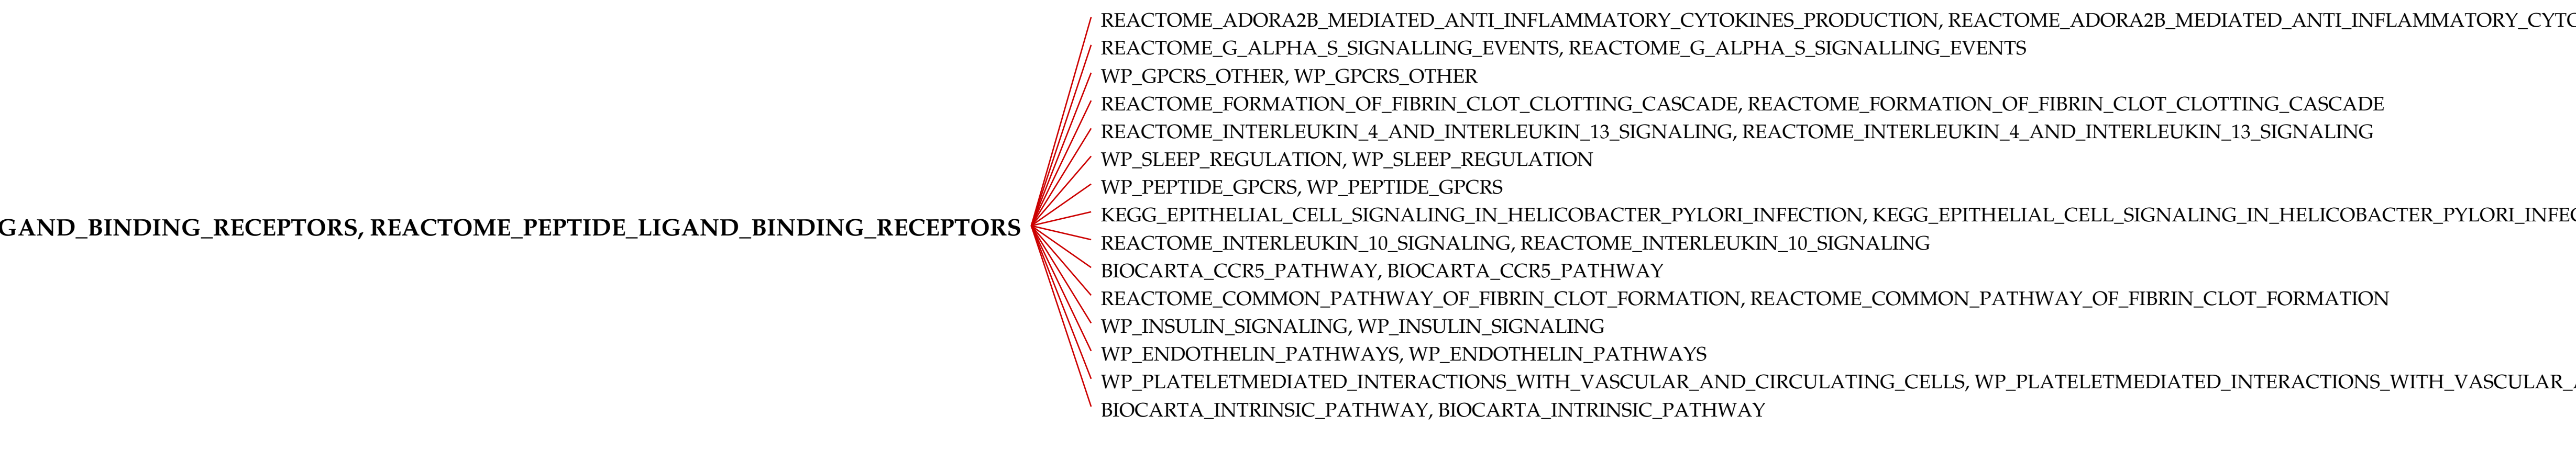 REACTOME_ADORA2B_MEDIATED_ANTI_INFLAMMATORY_CYTOKINES_PRODUCTION, REACTOME_ADORA2B_MEDIATED_ANTI_INFLAMMATORY_CYTO
REACTOME_G_ALPHA_S_SIGNALLING_EVENTS, REACTOME_G_ALPHA_S_SIGNALLING_EVENTS
WP_GPCRS_OTHER, WP_GPCRS_OTHER
REACTOME_FORMATION_OF_FIBRIN_CLOT_CLOTTING_CASCADE, REACTOME_FORMATION_OF_FIBRIN_CLOT_CLOTTING_CASCADE
REACTOME_INTERLEUKIN_4_AND_INTERLEUKIN_13_SIGNALING, REACTOME_INTERLEUKIN_4_AND_INTERLEUKIN_13_SIGNALING
WP_SLEEP_REGULATION, WP_SLEEP_REGULATION
WP_PEPTIDE_GPCRS, WP_PEPTIDE_GPCRS
KEGG_EPITHELIAL_CELL_SIGNALING_IN_HELICOBACTER_PYLORI_INFECTION, KEGG_EPITHELIAL_CELL_SIGNALING_IN_HELICOBACTER_PYLORI_INFEC
GAND_BINDING_RECEPTORS, REACTOME_PEPTIDE_LIGAND_BINDING_RECEPTORS
REACTOME_INTERLEUKIN_10_SIGNALING, REACTOME_INTERLEUKIN_10_SIGNALING
BIOCARTA_CCR5_PATHWAY, BIOCARTA_CCR5_PATHWAY
REACTOME_COMMON_PATHWAY_OF_FIBRIN_CLOT_FORMATION, REACTOME_COMMON_PATHWAY_OF_FIBRIN_CLOT_FORMATION
WP_INSULIN_SIGNALING, WP_INSULIN_SIGNALING
WP_ENDOTHELIN_PATHWAYS, WP_ENDOTHELIN_PATHWAYS
WP_PLATELETMEDIATED_INTERACTIONS_WITH_VASCULAR_AND_CIRCULATING_CELLS, WP_PLATELETMEDIATED_INTERACTIONS_WITH_VASCULAR_
BIOCARTA_INTRINSIC_PATHWAY, BIOCARTA_INTRINSIC_PATHWAY